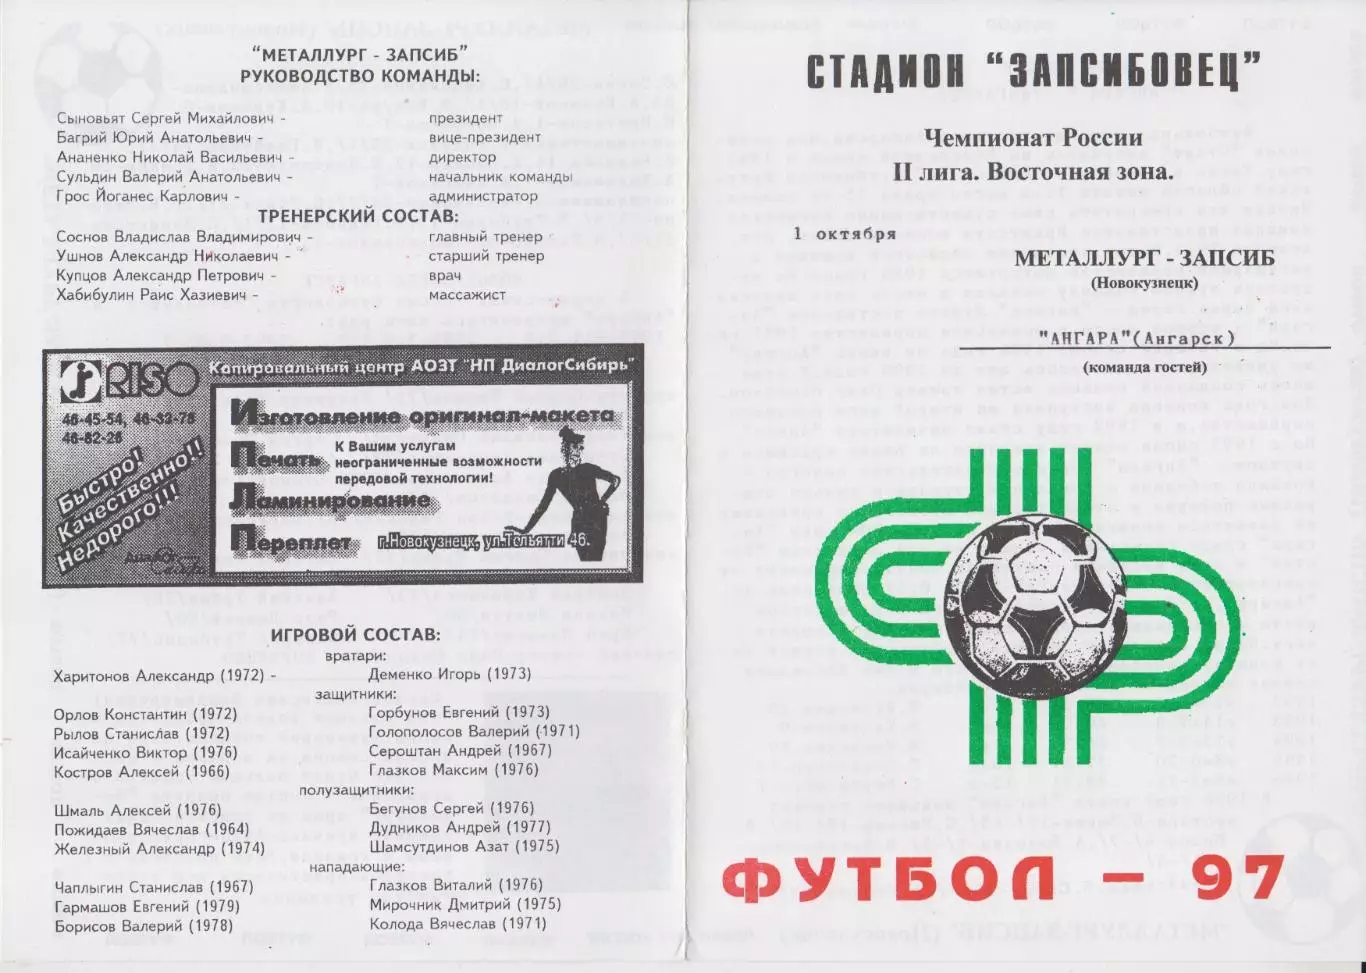 "МЕТАЛЛУРГ - ЗАПСИБ"
РУКОВОДСТВО КОМАНДЫ:
Сыновьят Сергей Михайлович - президент
Багрий Юрий Анатольевич - вице-президент
Ананенко Николай Васильевич - директор
Сульдин Валерий Анатольевич - начальник команды
Грос Йоганес Карлович - администратор
ТРЕНЕРСКИЙ СОСТАВ:
Соснов Владислав Владимирович - главный тренер
Ушнов Александр Николаевич - старший тренер
Купцов Александр Петрович - врач
Хабибулин Раис Хазиевич - массажист
RISO
Копировальный центр АОЗТ "НП ДиалогСибирь"
46-45-54, 46-32-78
46-82-26
Быстро!
Качественно!!
Недорого!!!
Изготовление оригинал-макета
Печать
К Вашим услугам
неограниченные возможности
передовой технологии!
Ламинирование
Переплет
г.Новокузнецк, ул.Тольятти 46.
ИГРОВОЙ СОСТАВ:
вратари:
Харитонов Александр (1972) - Деменко Игорь (1973)
защитники:
Орлов Константин (1972) Горбунов Евгений (1973)
Рылов Станислав (1972) Голополосов Валерий (1971)
Исайченко Виктор (1976) Сероштан Андрей (1967)
Костров Алексей (1966) Глазков Максим (1976)
полузащитники:
Шмаль Алексей (1976) Бегунов Сергей (1976)
Пожидаев Вячеслав (1964) Дудников Андрей (1977)
Железный Александр (1974) Шамсутдинов Азат (1975)
нападающие:
Чаплыгин Станислав (1967) Глазков Виталий (1976)
Гармашов Евгений (1979) Мирочник Дмитрий (1975)
Борисов Валерий (1978) Колода Вячеслав (1971)
СТАДИОН "ЗАПСИБОВЕЦ"
Чемпионат России
II лига. Восточная зона.
1 октября
МЕТАЛЛУРГ - ЗАПСИБ
(Новокузнецк)
"АНГАРА"(Ангарск)
(команда гостей)
ФУТБОЛ - 97